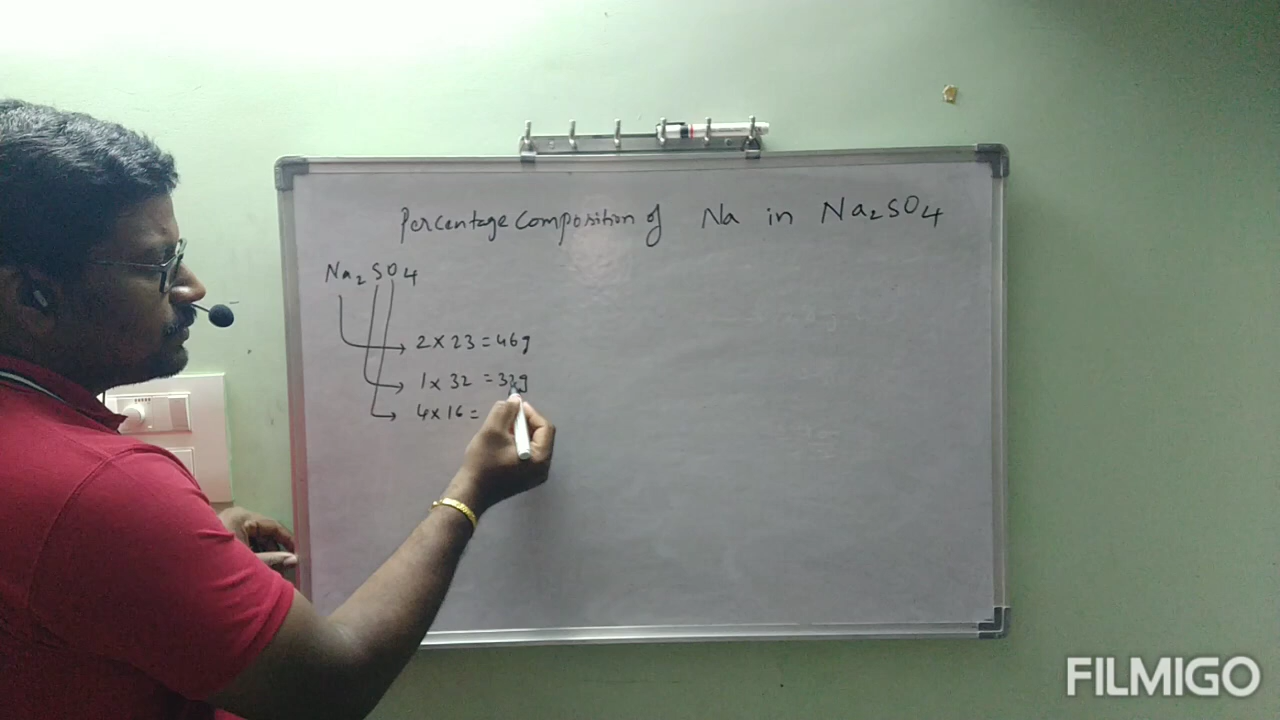 Percentage Composition of Na in Na₂SO₄
Na₂SO₄
2 × 23 = 46g
1 × 32 = 32g
4 × 16 =
FILMIGO